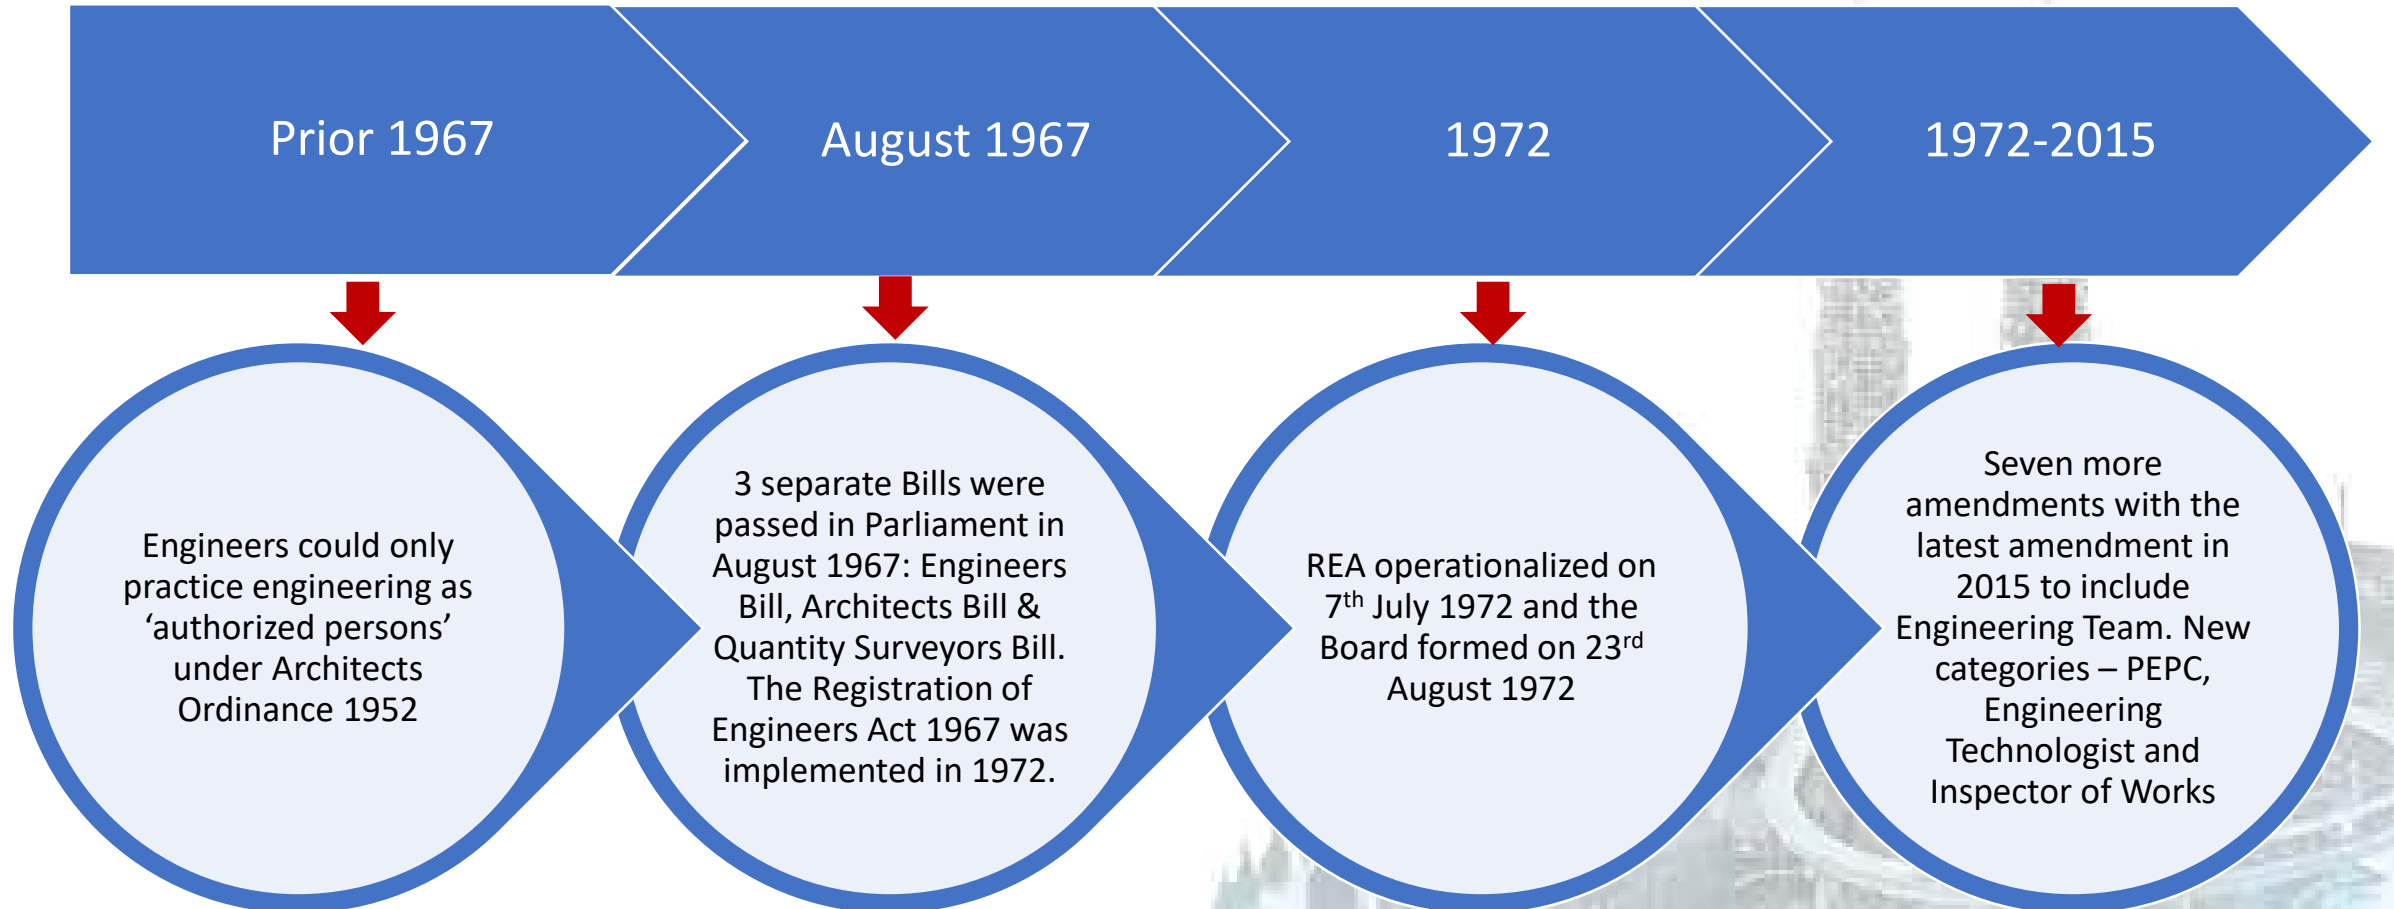 Prior 1967
August 1967
1972
1972-2015
Engineers could only
practice engineering as
‘authorized persons’
under Architects
Ordinance 1952
3 separate Bills were
passed in Parliament in
August 1967: Engineers
Bill, Architects Bill &
Quantity Surveyors Bill.
The Registration of
Engineers Act 1967 was
implemented in 1972.
REA operationalized on
7th July 1972 and the
Board formed on 23rd
August 1972
Seven more
amendments with the
latest amendment in
2015 to include
Engineering Team. New
categories – PEPC,
Engineering
Technologist and
Inspector of Works